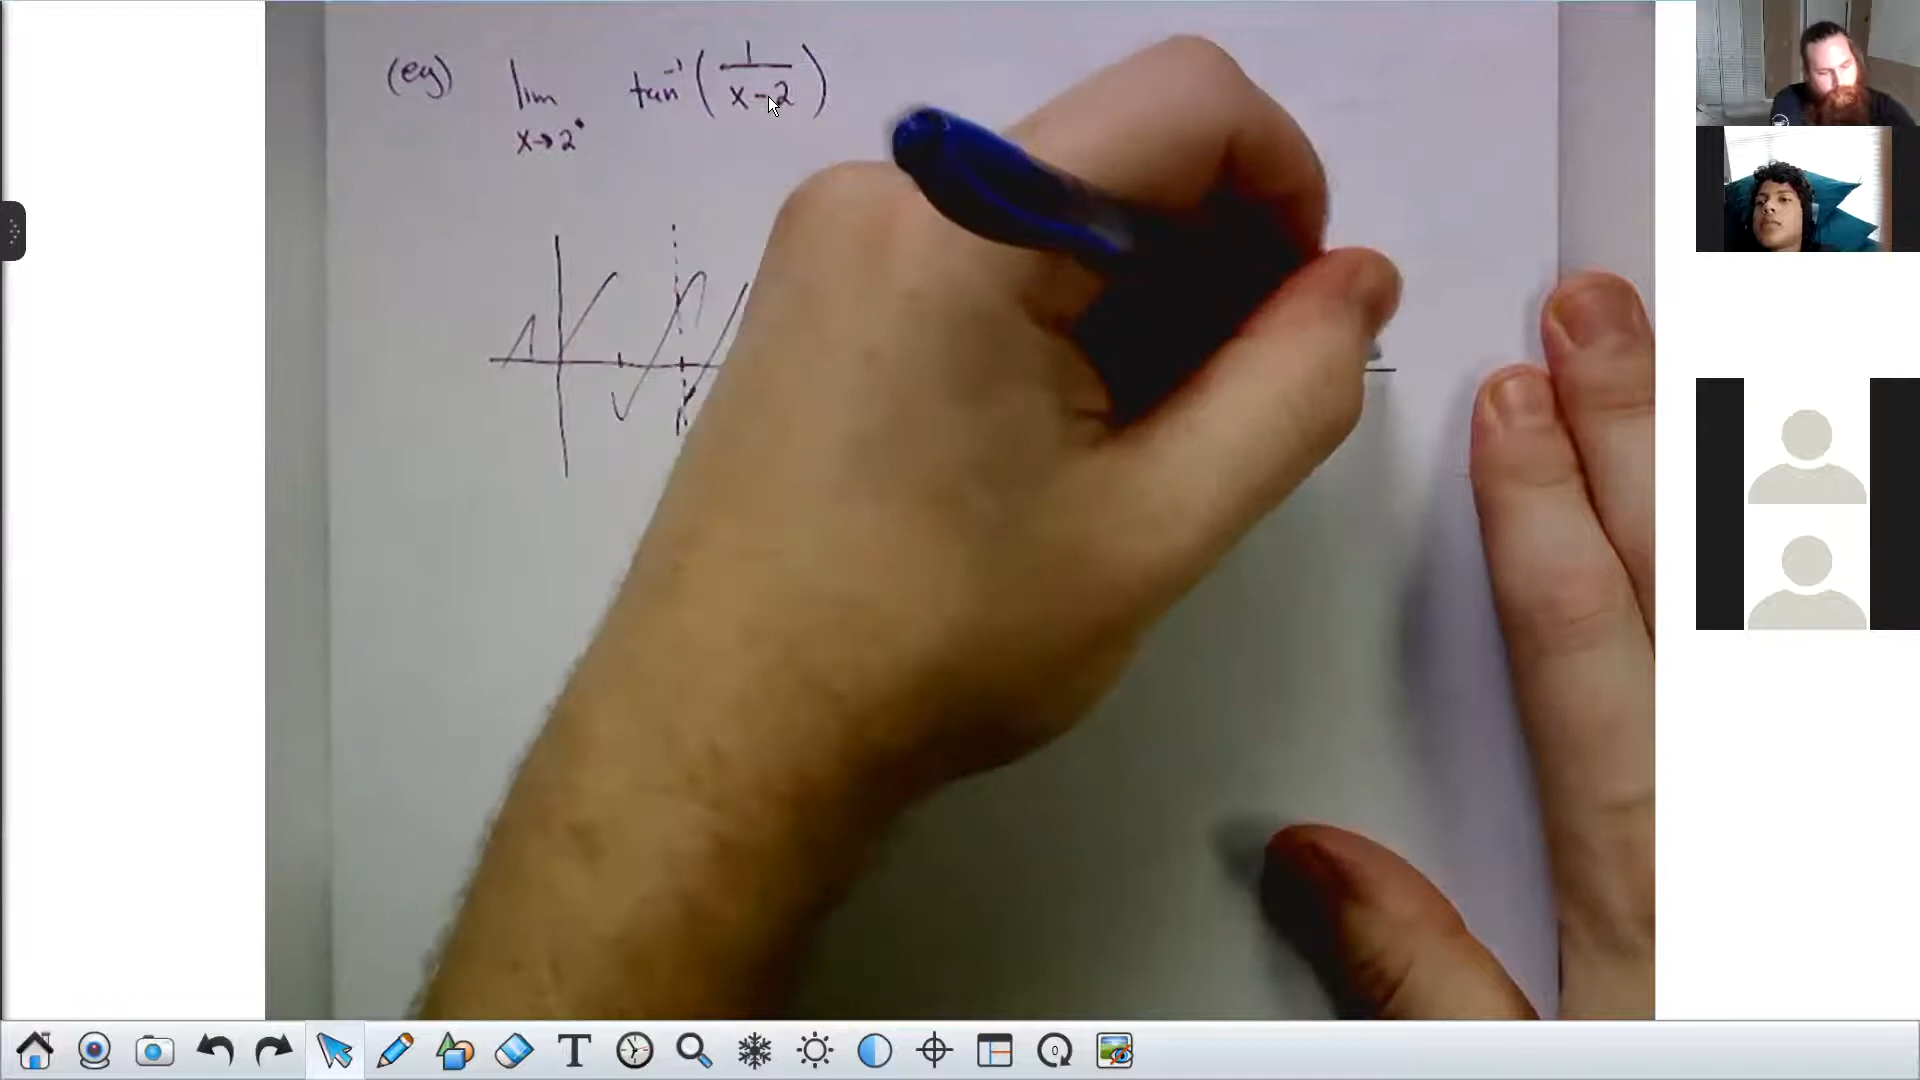 (eg) lim x→2⁺ tan⁻¹(1/(x-2))